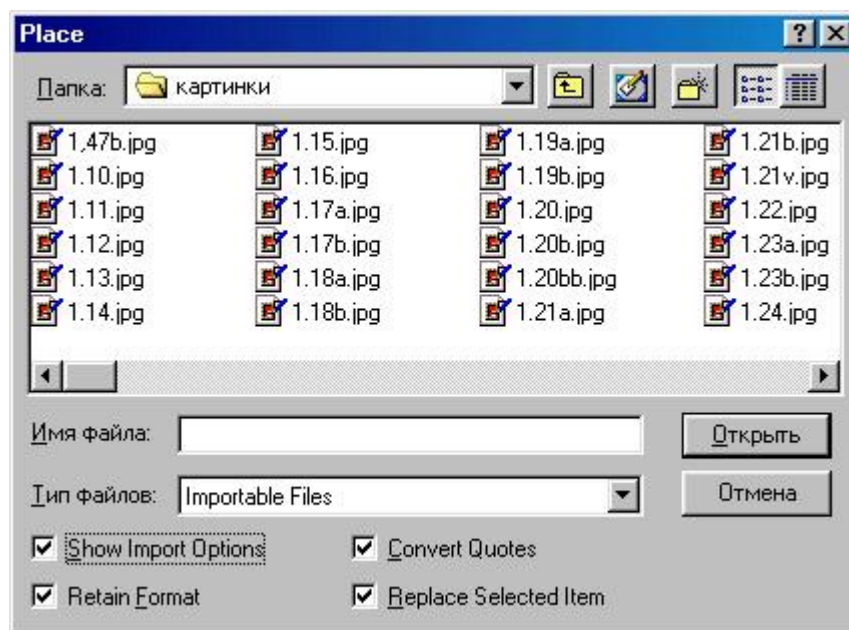 Place
Папка: картинки
1,47b.jpg 1.15.jpg 1.19a.jpg 1.21b.jpg
1.10.jpg 1.16.jpg 1.19b.jpg 1.21v.jpg
1.11.jpg 1.17a.jpg 1.20.jpg 1.22.jpg
1.12.jpg 1.17b.jpg 1.20b.jpg 1.23a.jpg
1.13.jpg 1.18a.jpg 1.20bb.jpg 1.23b.jpg
1.14.jpg 1.18b.jpg 1.21a.jpg 1.24.jpg
Имя файла: Открыть
Тип файлов: Importable Files Отмена
Show Import Options Convert Quotes
Retain Format Replace Selected Item